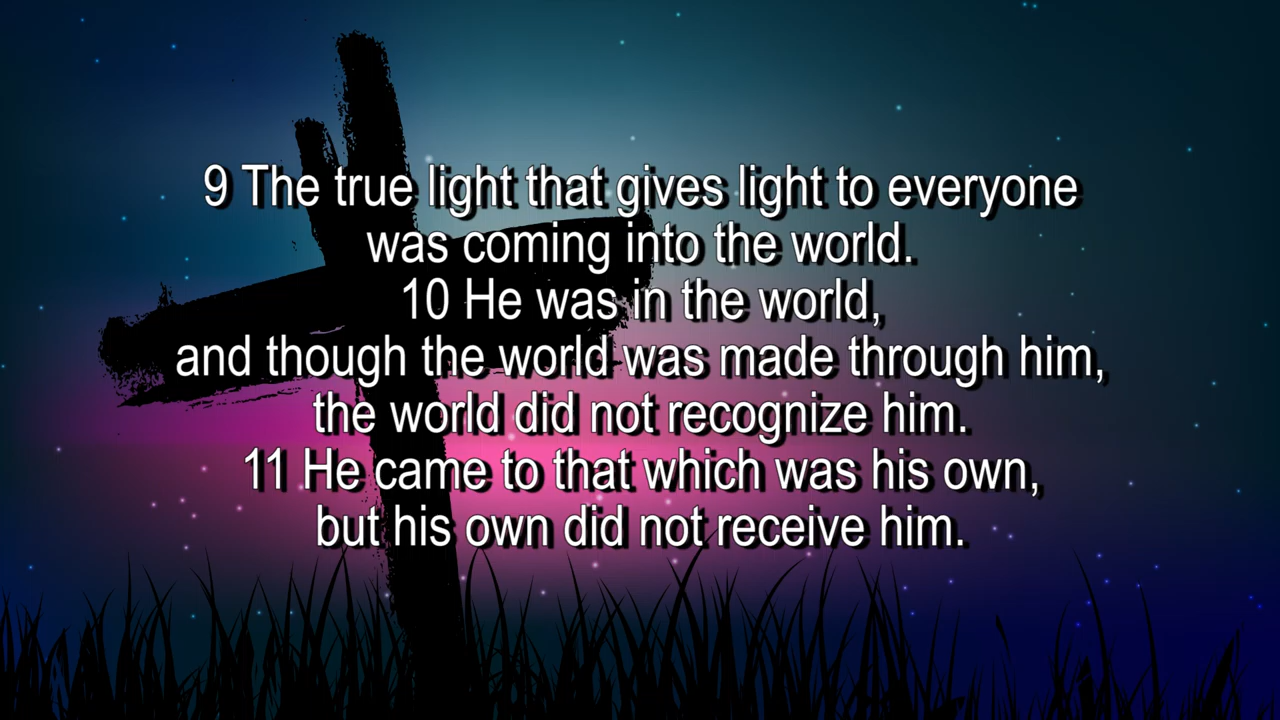 9 The true light that gives light to everyone
was coming into the world.
10 He was in the world,
and though the world was made through him,
the world did not recognize him.
11 He came to that which was his own,
but his own did not receive him.